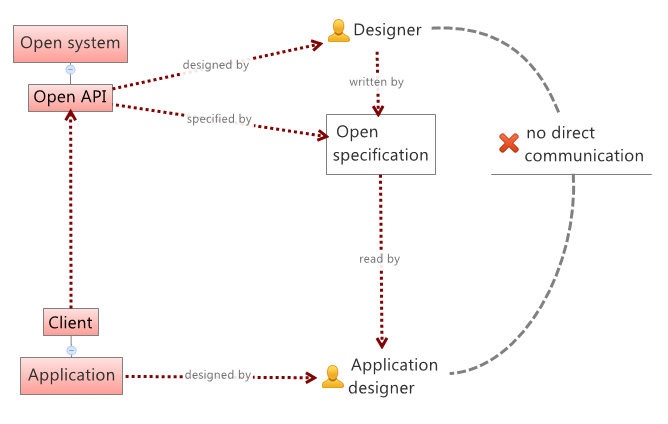 Open system
Designer
designed by
written by
Open API
specified by
Open
specification
no direct
communication
read by
Client
Application
designed by
Application
designer